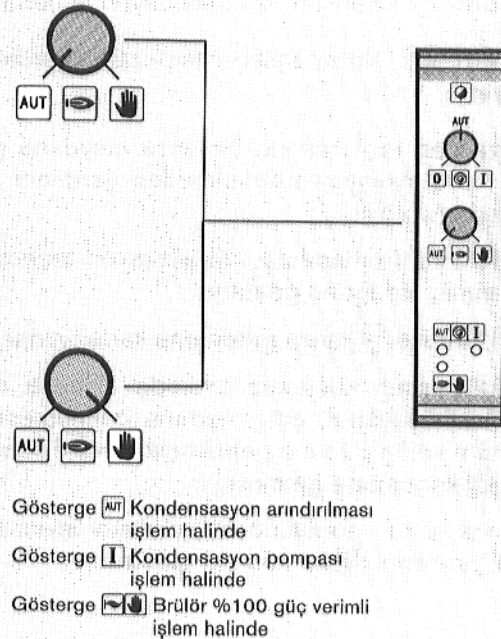 AUT
AUT
O I
AUT
AUT I
AUT
Gösterge AUT Kondensasyon arındırılması
işlem halinde
Gösterge I Kondensasyon pompası
işlem halinde
Gösterge Brülör %100 güç verimli
işlem halinde